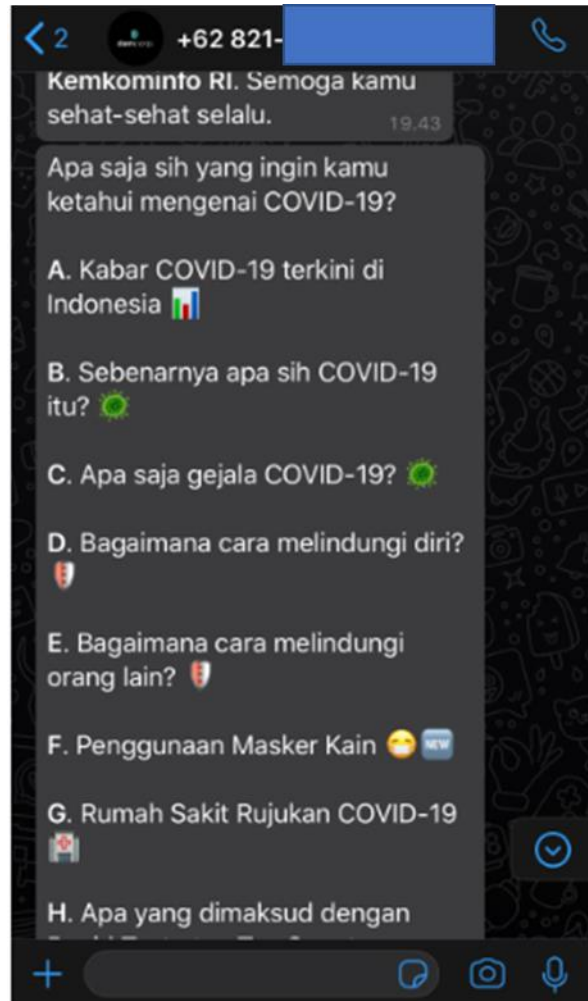 2
+62 821-
Kemkominfo RI. Semoga kamu
sehat-sehat selalu.
19.43
Apa saja sih yang ingin kamu
ketahui mengenai COVID-19?
A. Kabar COVID-19 terkini di
Indonesia 📊
B. Sebenarnya apa sih COVID-19
itu? 🦠
C. Apa saja gejala COVID-19? 🦠
D. Bagaimana cara melindungi diri?
🛡️
E. Bagaimana cara melindungi
orang lain? 🛡️
F. Penggunaan Masker Kain 😷🆕
G. Rumah Sakit Rujukan COVID-19
🏥
H. Apa yang dimaksud dengan